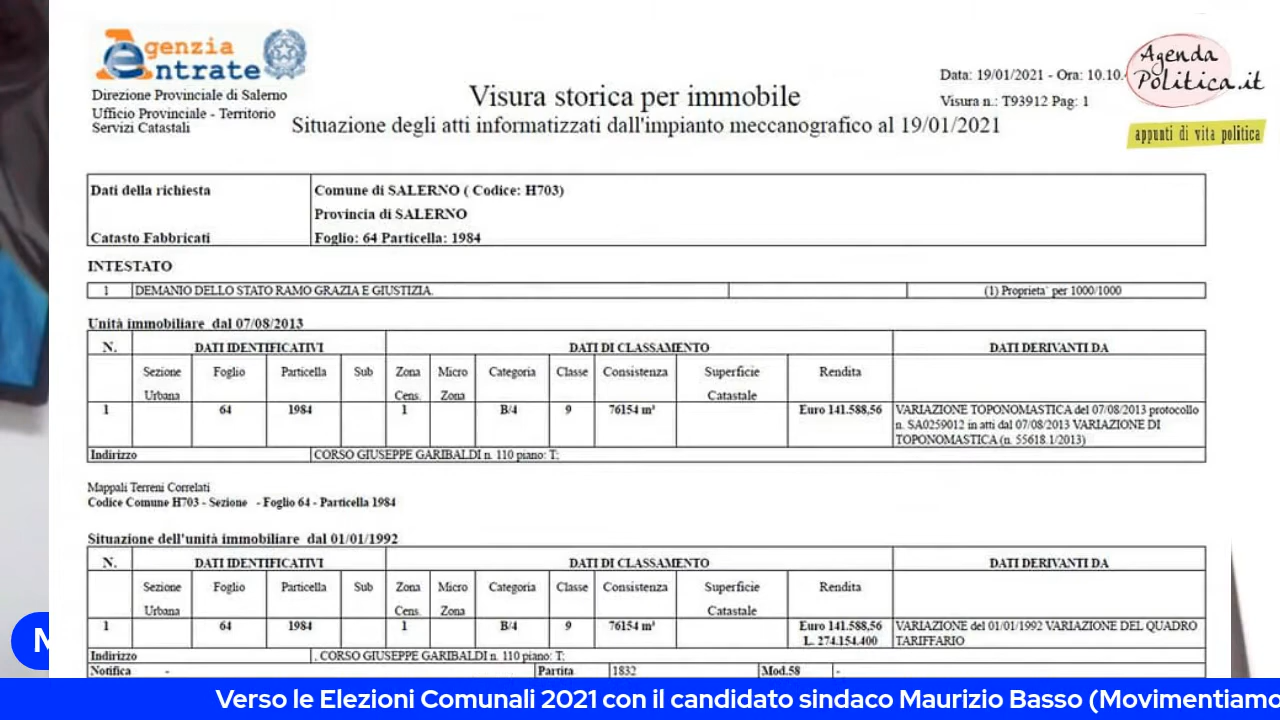 Agenzia
Entrate
Direzione Provinciale di Salerno
Ufficio Provinciale - Territorio
Servizi Catastali
Visura storica per immobile
Situazione degli atti informatizzati dall'impianto meccanografico al 19/01/2021
Data: 19/01/2021 - Ora: 10.10.
Visura n.: T93912 Pag: 1
Agenda
Politica.it
appunti di vita politica
Dati della richiesta Comune di SALERNO ( Codice: H703)
Provincia di SALERNO
Catasto Fabbricati Foglio: 64 Particella: 1984
INTESTATO
1 DEMANIO DELLO STATO RAMO GRAZIA E GIUSTIZIA. (1) Proprieta` per 1000/1000
Unità immobiliare dal 07/08/2013
N. DATI IDENTIFICATIVI DATI DI CLASSAMENTO DATI DERIVANTI DA
Sezione Foglio Particella Sub Zona Micro Categoria Classe Consistenza Superficie Rendita
Urbana Cens. Zona Catastale
1 64 1984 1 B/4 9 76154 m³ Euro 141.588,56 VARIAZIONE TOPONOMASTICA del 07/08/2013 protocollo
n. SA0259012 in atti dal 07/08/2013 VARIAZIONE DI
TOPONOMASTICA (n. 55618.1/2013)
Indirizzo CORSO GIUSEPPE GARIBALDI n. 110 piano: T;
Mappali Terreni Correlati
Codice Comune H703 - Sezione - Foglio 64 - Particella 1984
Situazione dell'unità immobiliare dal 01/01/1992
N. DATI IDENTIFICATIVI DATI DI CLASSAMENTO DATI DERIVANTI DA
Sezione Foglio Particella Sub Zona Micro Categoria Classe Consistenza Superficie Rendita
Urbana Cens. Zona Catastale
1 64 1984 1 B/4 9 76154 m³ Euro 141.588,56 VARIAZIONE del 01/01/1992 VARIAZIONE DEL QUADRO
L. 274.154.400 TARIFFARIO
Indirizzo , CORSO GIUSEPPE GARIBALDI n. 110 piano: T;
Notifica - Partita 1832 Mod.58 -
M
Verso le Elezioni Comunali 2021 con il candidato sindaco Maurizio Basso (Movimentiamo